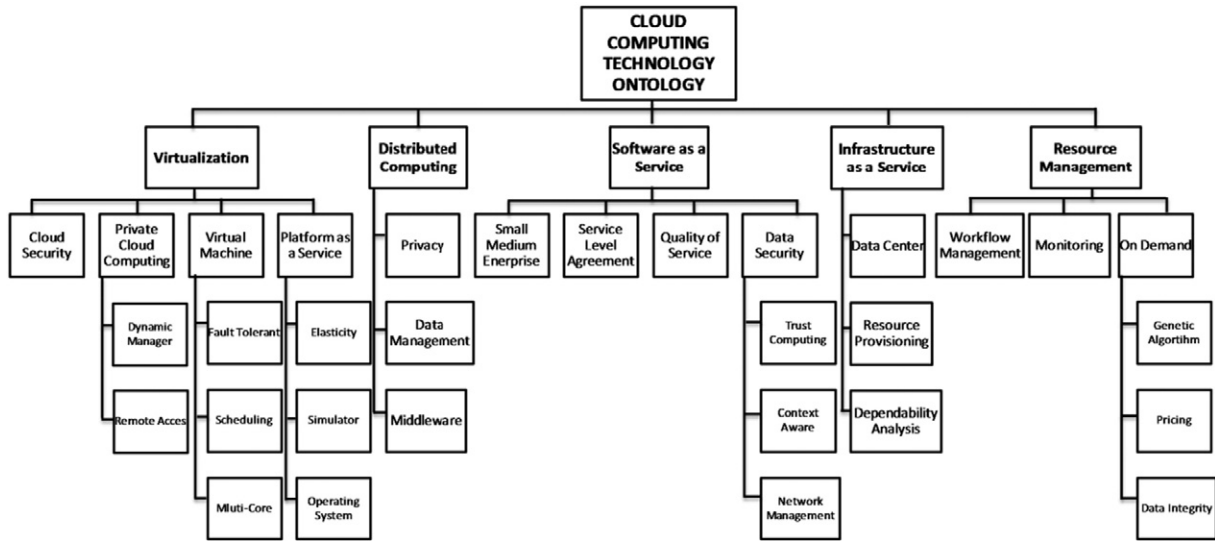 CLOUD
COMPUTING
TECHNOLOGY
ONTOLOGY
Virtualization
Distributed
Computing
Software as a
Service
Infrastructure
as a Service
Resource
Management
Cloud
Security
Private
Cloud
Computing
Virtual
Machine
Platform as
a Service
Privacy
Small
Medium
Enerprise
Service
Level
Agreement
Quality of
Service
Data
Security
Data Center
Workflow
Management
Monitoring
On Demand
Dynamic
Manager
Fault Tolerant
Elasticity
Data
Management
Trust
Computing
Resource
Provisioning
Genetic
Algortihm
Remote Acces
Scheduling
Simulator
Middleware
Context
Aware
Dependability
Analysis
Pricing
Mluti-Core
Operating
System
Network
Management
Data Integrity